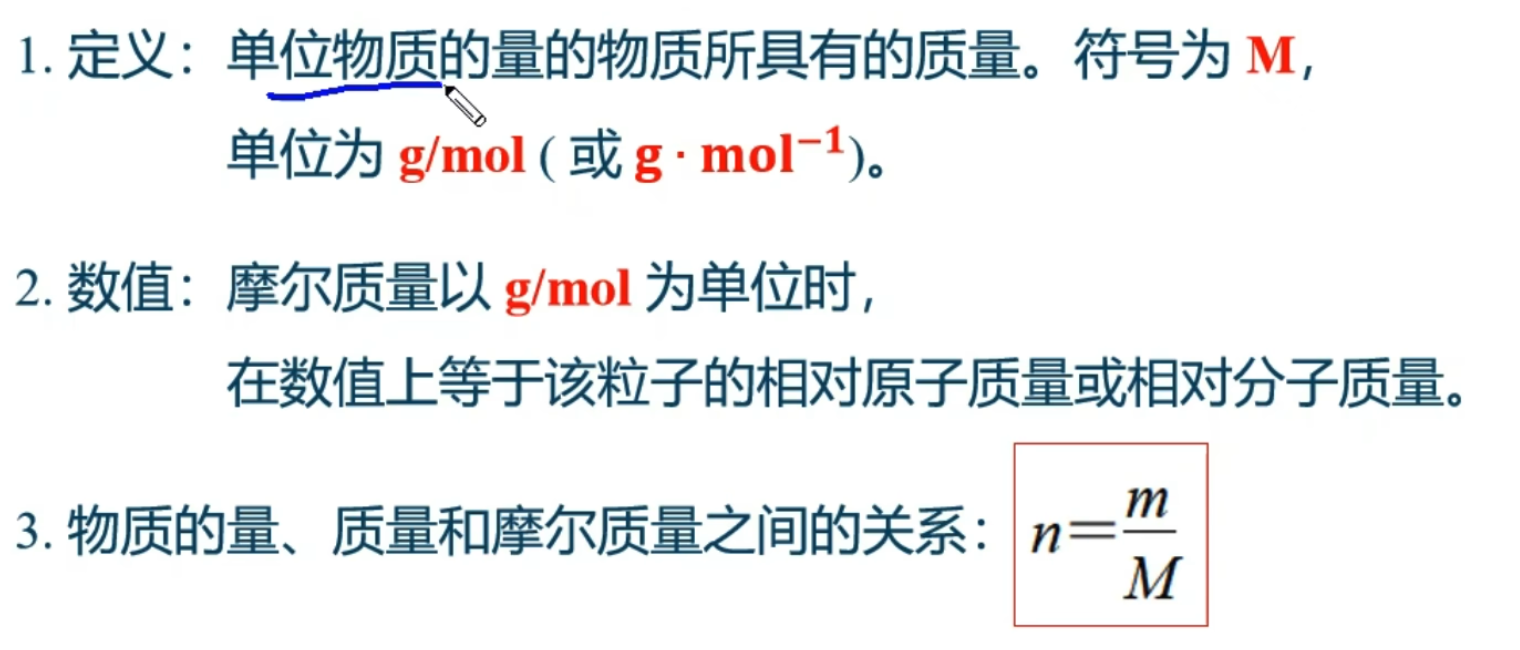 1. 定义：单位物质的量的物质所具有的质量。符号为 M，
单位为 g/mol ( 或 g · mol⁻¹)。
2. 数值：摩尔质量以 g/mol 为单位时，
在数值上等于该粒子的相对原子质量或相对分子质量。
3. 物质的量、质量和摩尔质量之间的关系： n=m/M